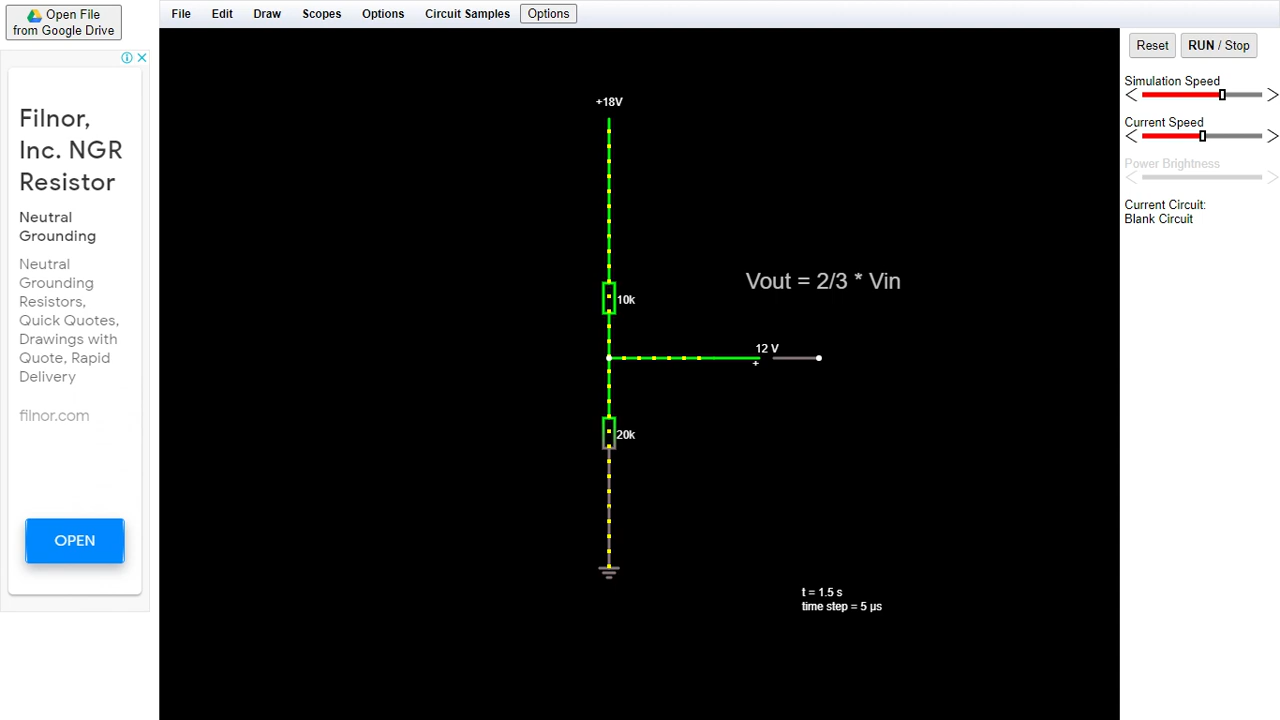 Open File
from Google Drive
File Edit Draw Scopes Options Circuit Samples Options
Reset RUN / Stop
Simulation Speed
Current Speed
Power Brightness
Current Circuit:
Blank Circuit
Filnor,
Inc. NGR
Resistor
Neutral
Grounding
Neutral
Grounding
Resistors,
Quick Quotes,
Drawings with
Quote, Rapid
Delivery
filnor.com
OPEN
+18V
10k
Vout = 2/3 * Vin
12 V
+
20k
t = 1.5 s
time step = 5 µs